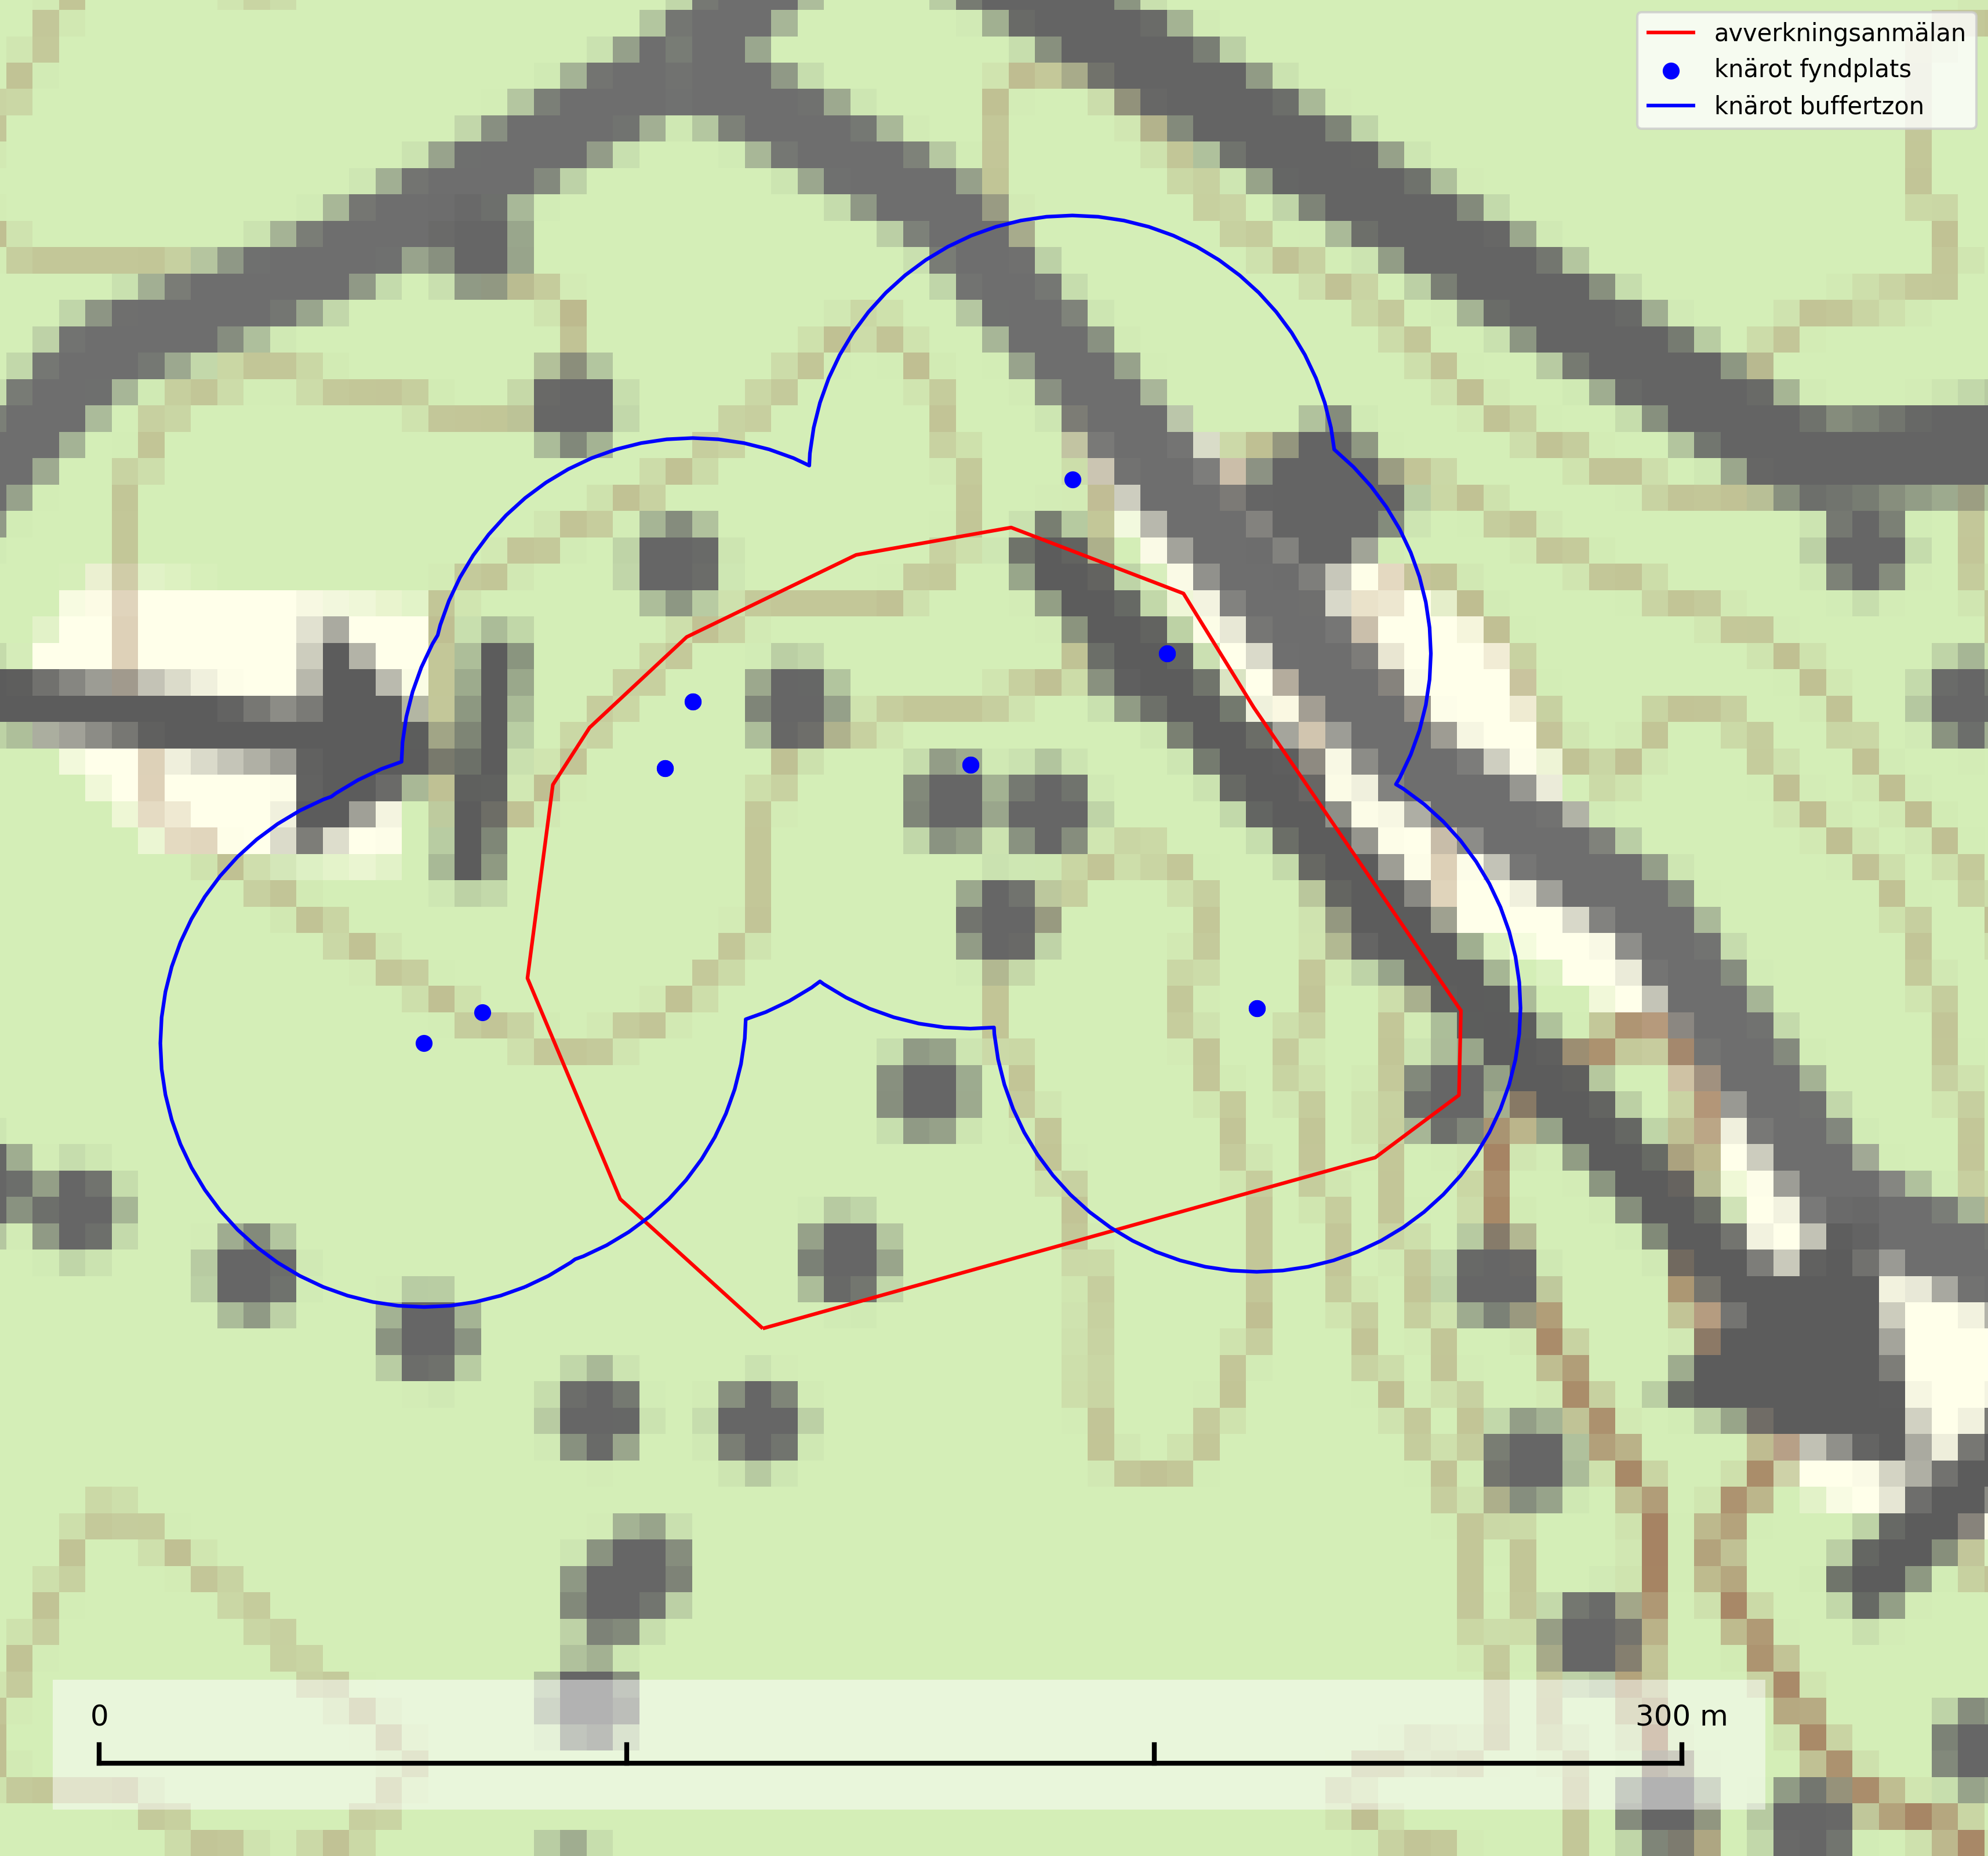 avverkningsanmälan
knärot fyndplats
knärot buffertzon
0 300 m